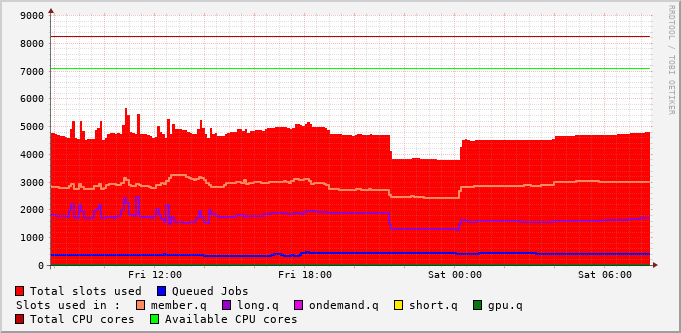 9000
8000
7000
6000
5000
4000
3000
2000
1000
0
Fri 12:00 Fri 18:00 Sat 00:00 Sat 06:00
Total slots used Queued Jobs
Slots used in : member.q long.q ondemand.q short.q gpu.q
Total CPU cores Available CPU cores
RRDTOOL / TOBI OETIKER